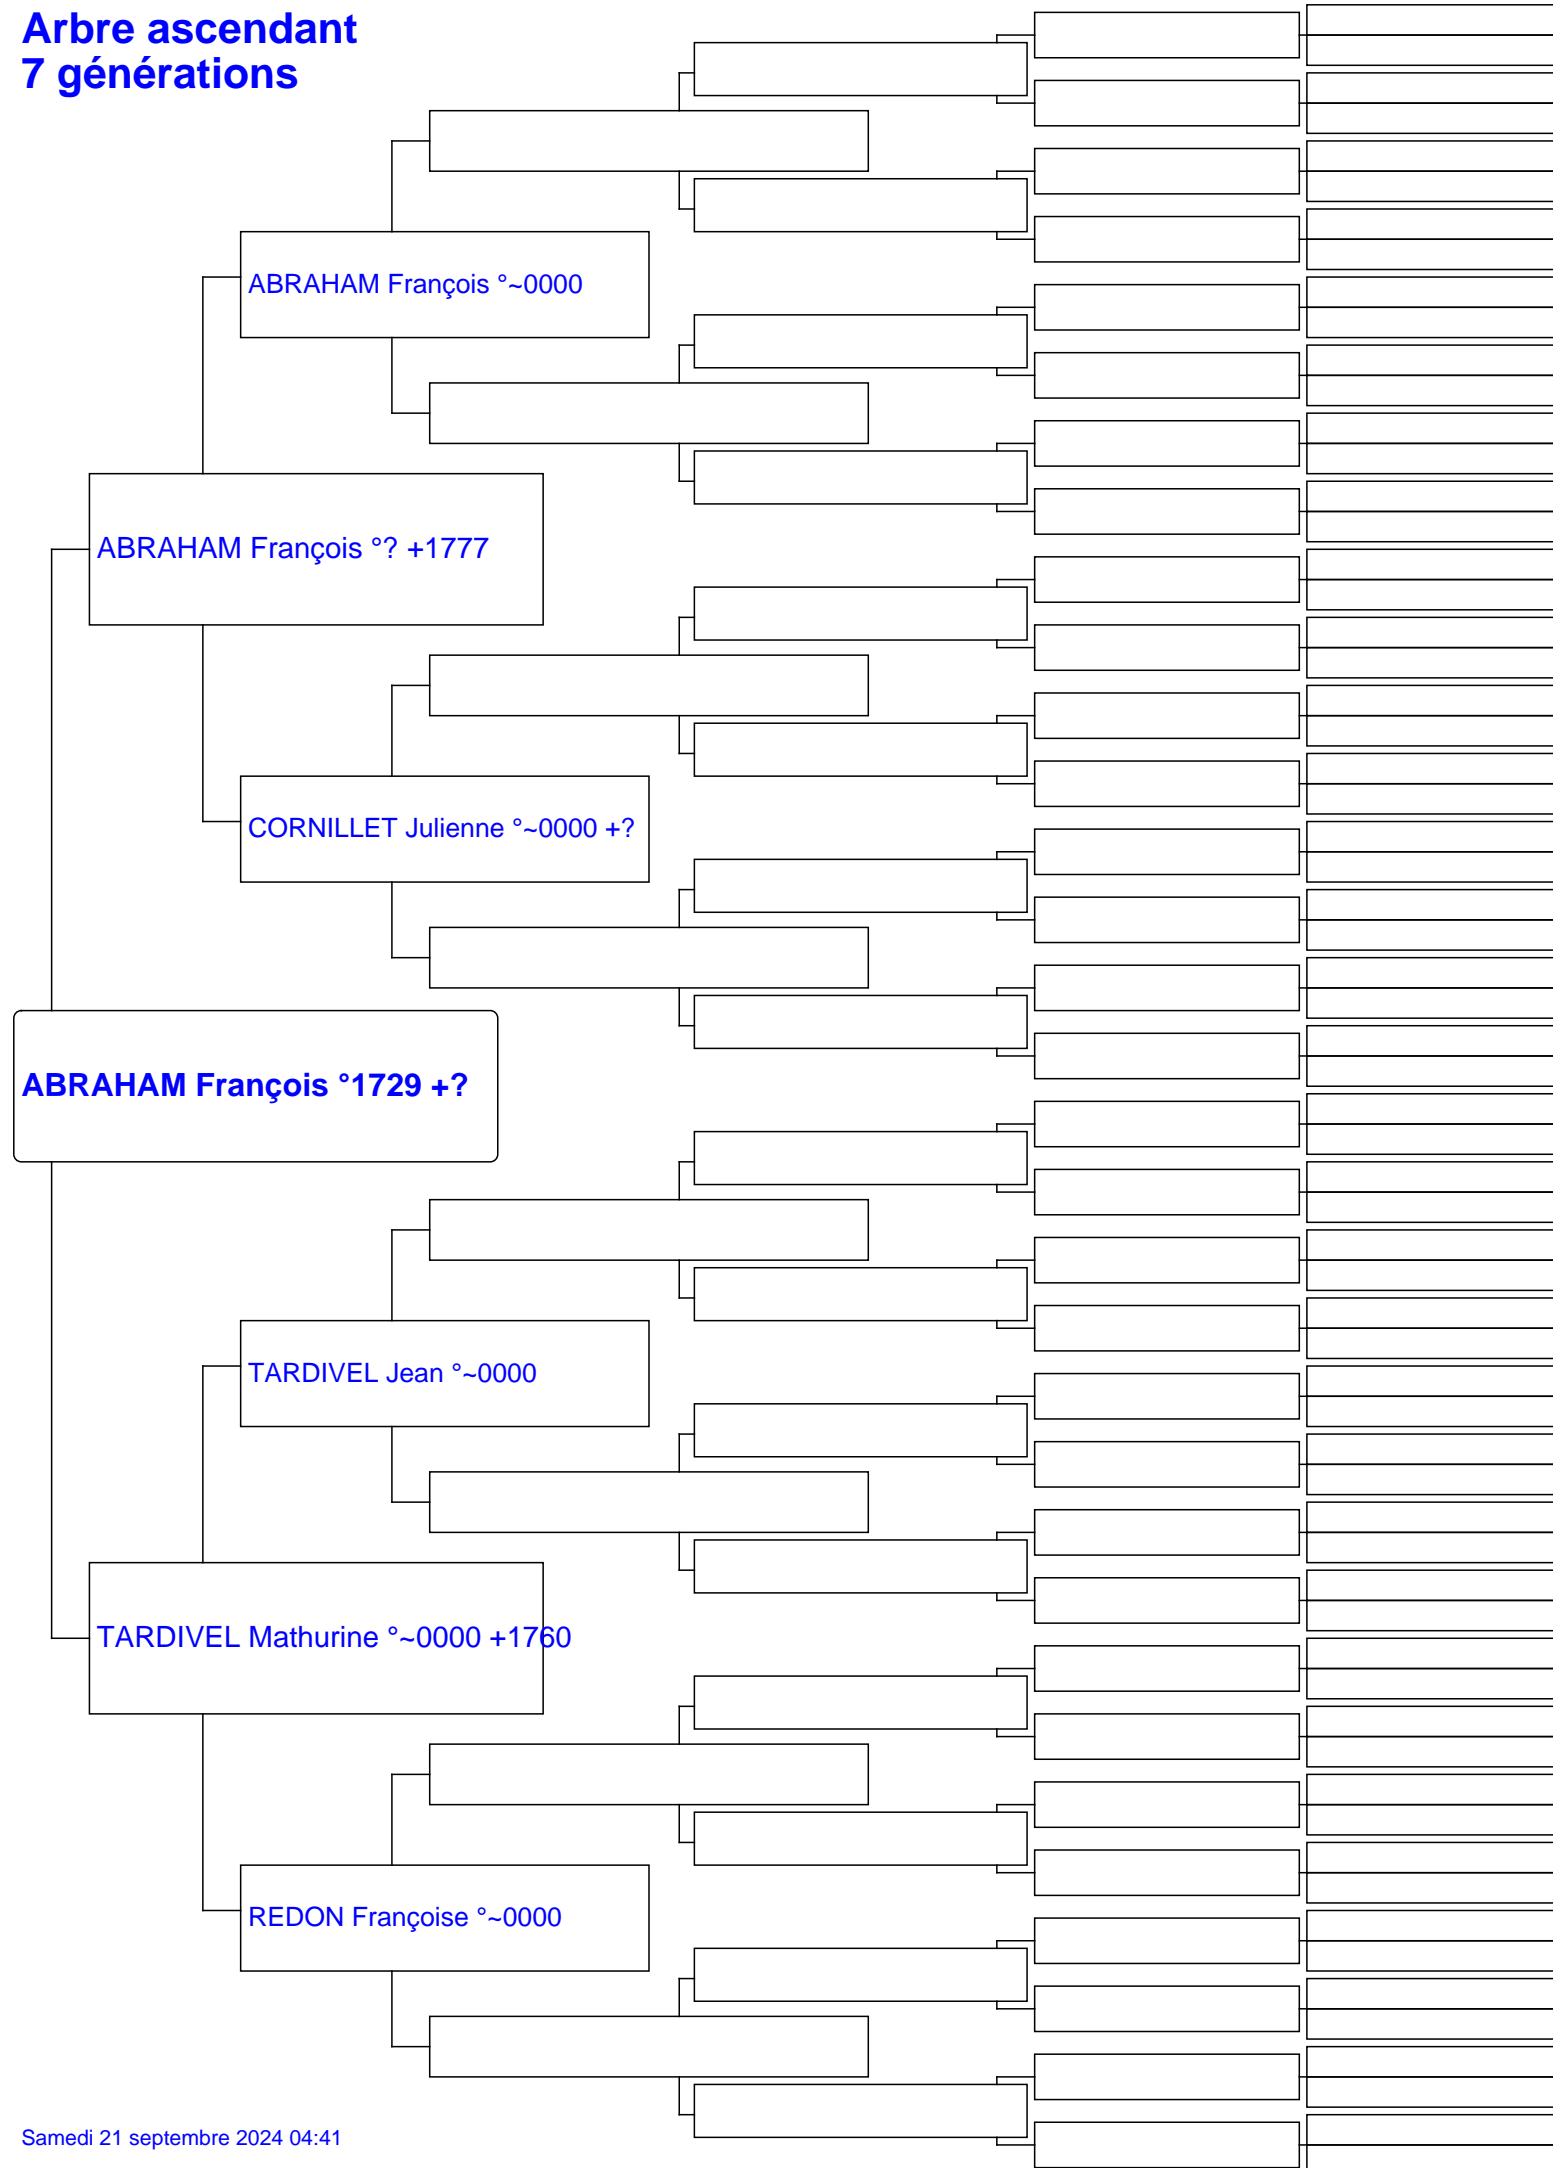 Arbre ascendant
7 générations
ABRAHAM François °~0000
ABRAHAM François °? +1777
CORNILLET Julienne °~0000 +?
ABRAHAM François °1729 +?
TARDIVEL Jean °~0000
TARDIVEL Mathurine °~0000 +1760
REDON Françoise °~0000
Samedi 21 septembre 2024 04:41